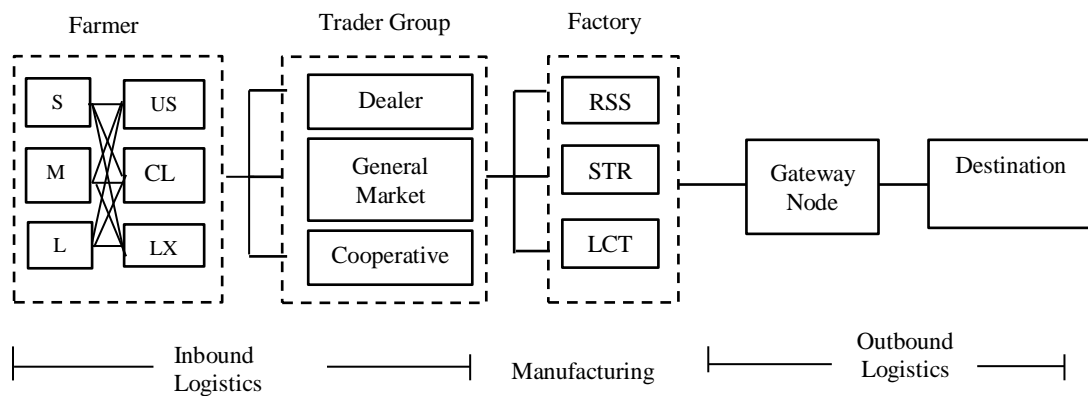 Farmer
Trader Group
Factory
S
US
M
CL
L
LX
Dealer
General
Market
Cooperative
RSS
STR
LCT
Gateway
Node
Destination
Inbound
Logistics
Manufacturing
Outbound
Logistics